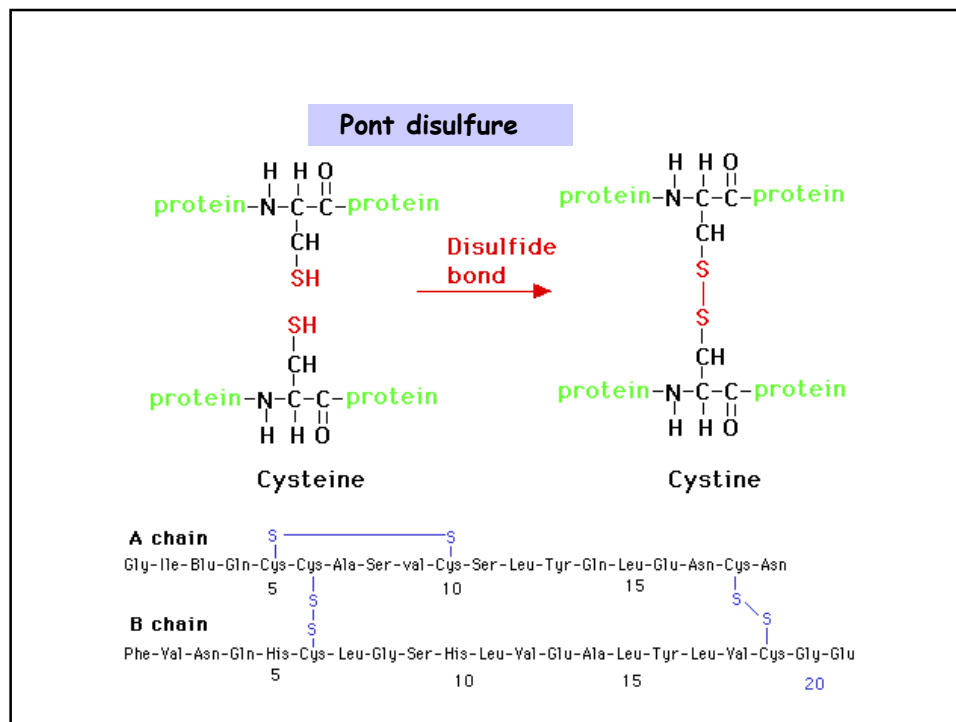 Pont disulfure
H H O
protein-N-C-C-protein
CH
SH
Disulfide
bond
SH
CH
protein-N-C-C-protein
H H O
Cysteine
H H O
protein-N-C-C-protein
CH
S
S
CH
protein-N-C-C-protein
H H O
Cystine
A chain
S S
Gly-Ile-Blu-Gln-Cys-Cys-Ala-Ser-val-Cys-Ser-Leu-Tyr-Gln-Leu-Glu-Asn-Cys-Asn
5 10 15
S S
S S
B chain
Phe-Val-Asn-Gln-His-Cys-Leu-Gly-Ser-His-Leu-Val-Glu-Ala-Leu-Tyr-Leu-Val-Cys-Gly-Glu
5 10 15 20